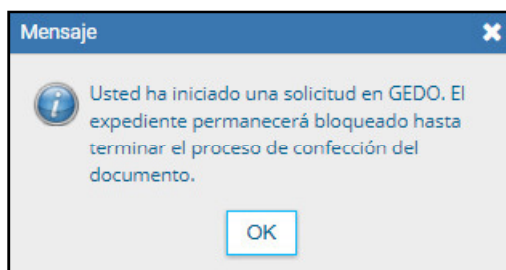 Mensaje
Usted ha iniciado una solicitud en GEDO. El
expediente permanecerá bloqueado hasta
terminar el proceso de confección del
documento.
OK